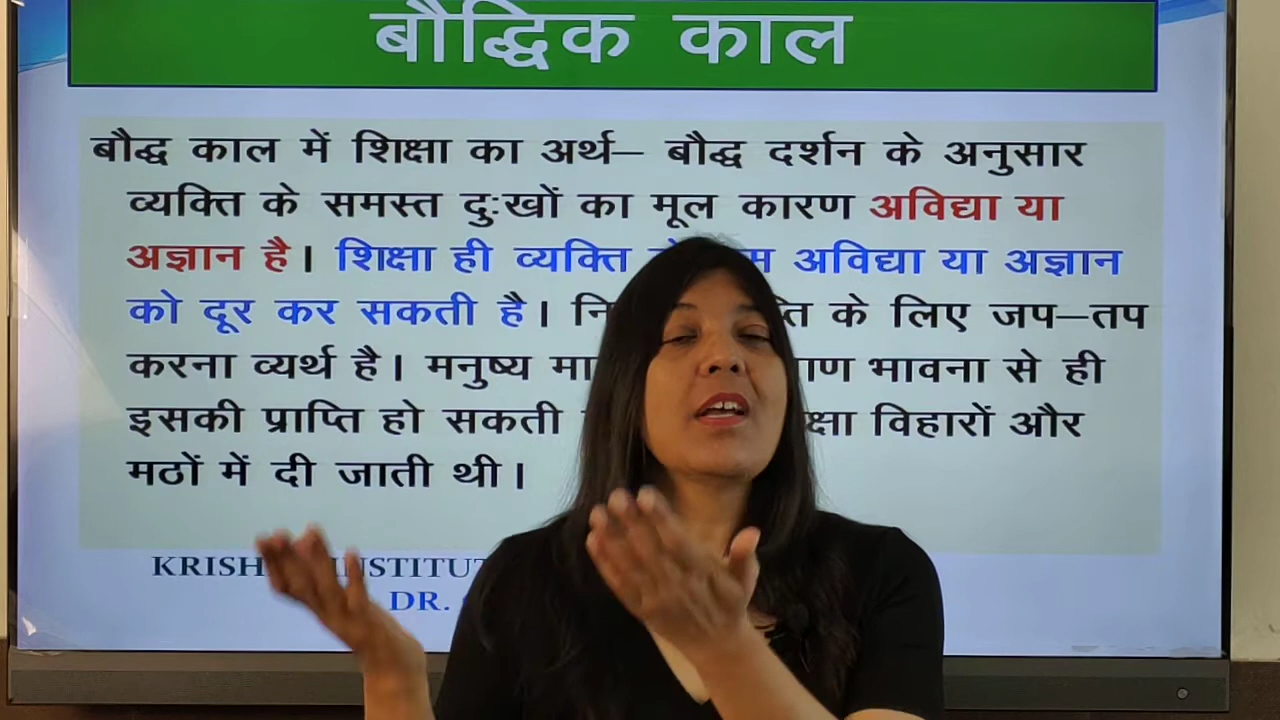 बौद्धिक काल
बौद्ध काल में शिक्षा का अर्थ– बौद्ध दर्शन के अनुसार
व्यक्ति के समस्त दुःखों का मूल कारण अविद्या या
अज्ञान है। शिक्षा ही व्यक्ति अविद्या या अज्ञान
को दूर कर सकती है। के लिए जप–तप
करना व्यर्थ है। मनुष्य भावना से ही
इसकी प्राप्ति हो सकती विहारों और
मठों में दी जाती थी।
DR.